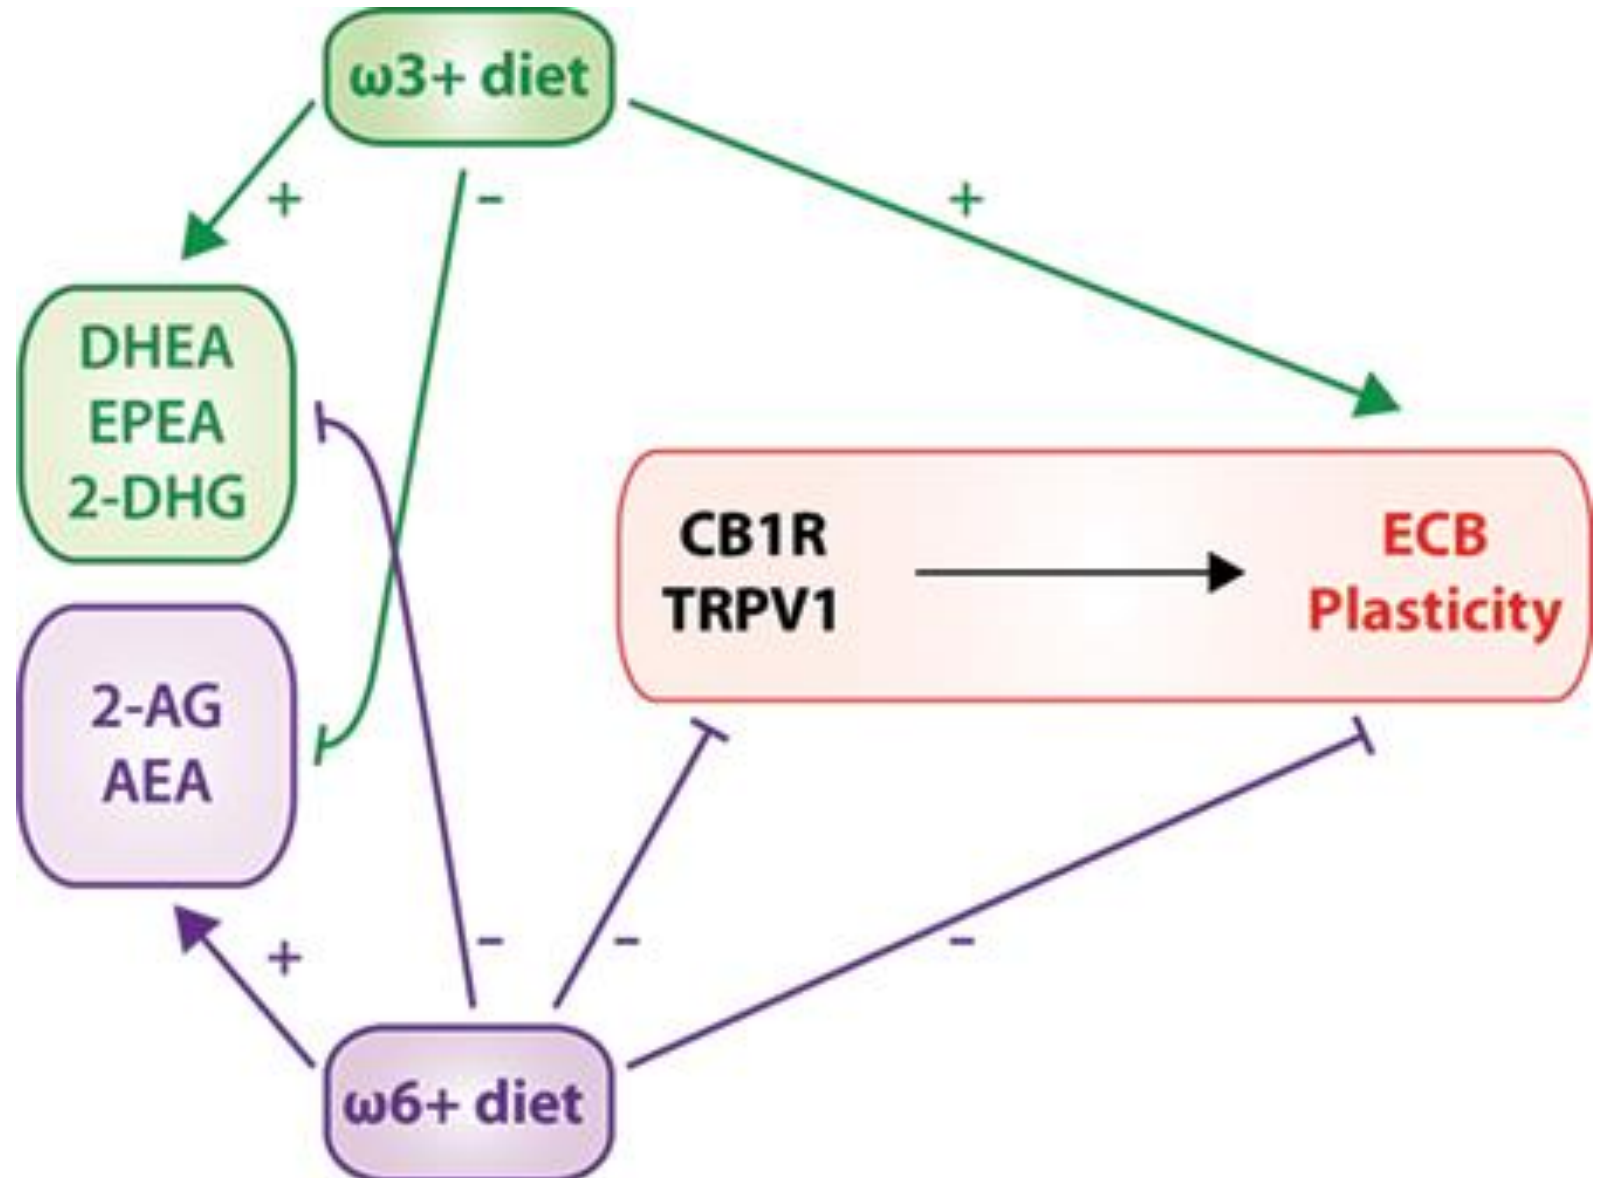 ω3+ diet
+
-
+
DHEA
EPEA
2-DHG
CB1R
TRPV1
ECB
Plasticity
2-AG
AEA
+
-
-
-
ω6+ diet